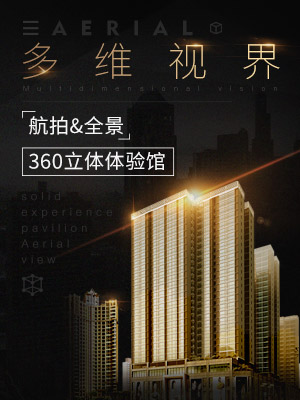 AERIAL
多维视界
Multidimensional vision
航拍&全景
360立体体验馆
solid
experience
pavilion
Aerial
view